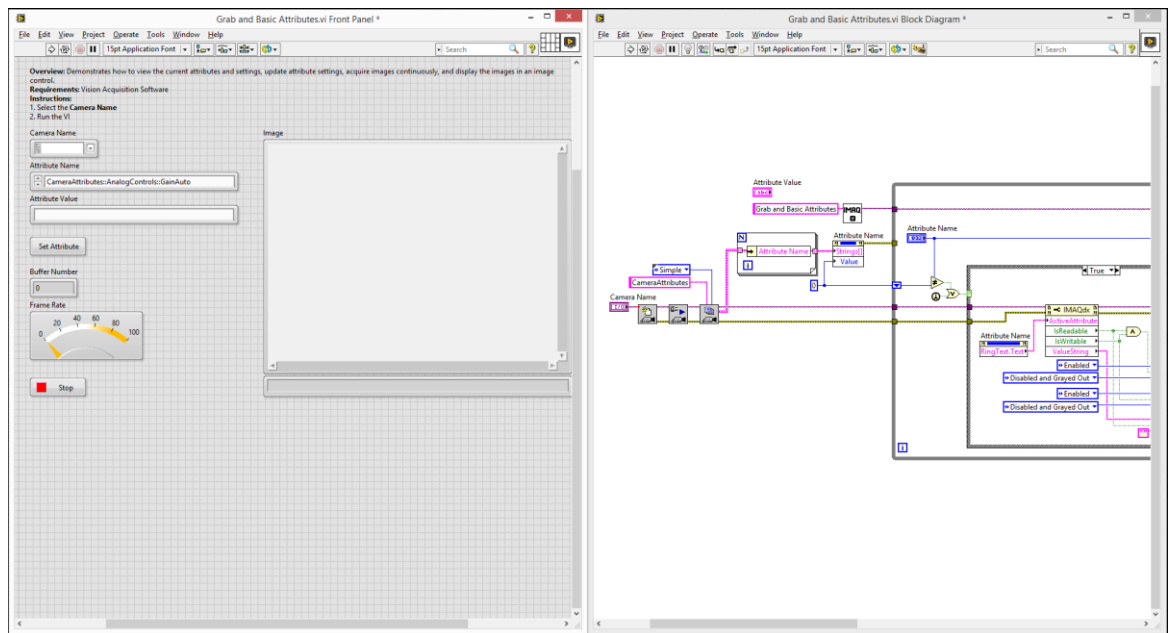 Grab and Basic Attributes.vi Front Panel *
File Edit View Project Operate Tools Window Help
15pt Application Font
Search
Overview: Demonstrates how to view the current attributes and settings, update attribute settings, acquire images continuously, and display the images in an image
control.
Requirements: Vision Acquisition Software
Instructions:
1. Select the Camera Name
2. Run the VI
Camera Name
Attribute Name
CameraAttributes::AnalogControls::GainAuto
Attribute Value
Set Attribute
Buffer Number
0
Frame Rate
0 20 40 60 80 100
Stop
Image
Grab and Basic Attributes.vi Block Diagram *
File Edit View Project Operate Tools Window Help
15pt Application Font
Search
Attribute Value
abc
Grab and Basic Attributes
IMAQ
N
Attribute Name
i
Attribute Name
Strings[]
Value
Attribute Name
Simple
CameraAttributes
0
Camera Name
True
IMAQdx
ActiveAttribute
IsReadable
IsWritable
ValueString
Attribute Name
RingText.Text
Enabled
Disabled and Grayed Out
Enabled
Disabled and Grayed Out
i